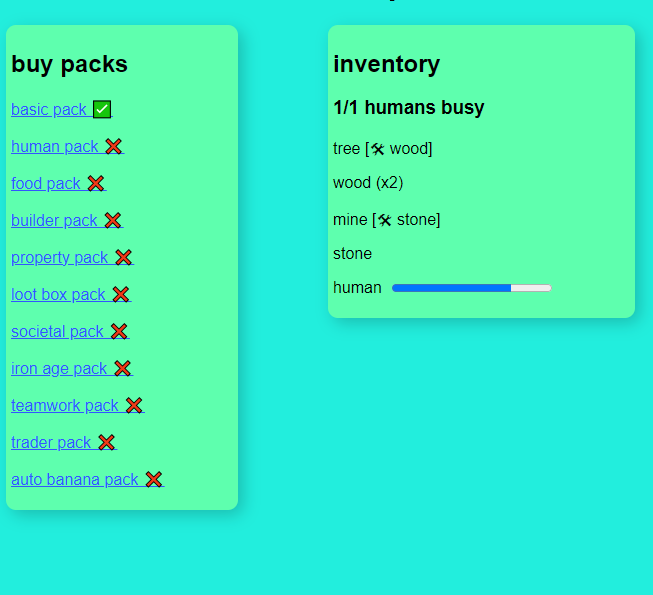 buy packs
basic pack ✅
human pack ❌
food pack ❌
builder pack ❌
property pack ❌
loot box pack ❌
societal pack ❌
iron age pack ❌
teamwork pack ❌
trader pack ❌
auto banana pack ❌
inventory
1/1 humans busy
tree [🛠 wood]
wood (x2)
mine [🛠 stone]
stone
human